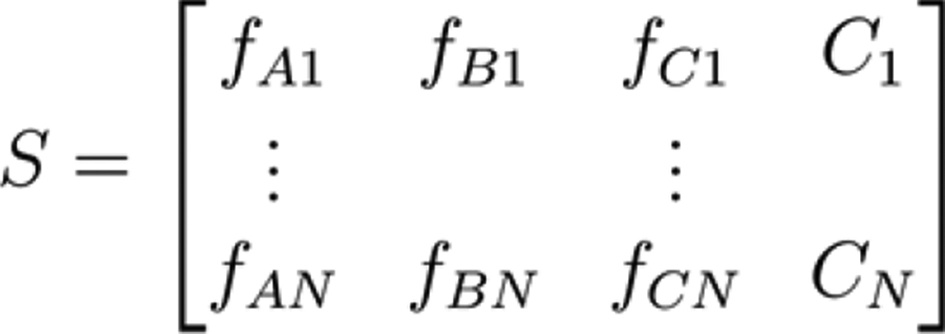 f_{A1} f_{B1} f_{C1} C_1
S = ⋮ ⋮
f_{AN} f_{BN} f_{CN} C_N